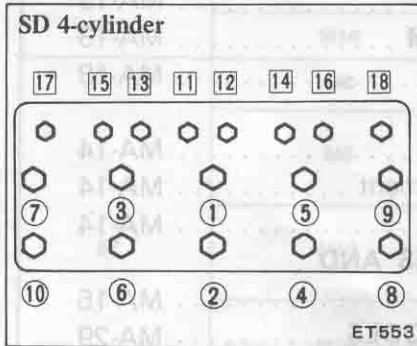 SD 4-cylinder
17 15 13 11 12 14 16 18
⑦ ③ ① ⑤ ⑨
⑩ ⑥ ② ④ ⑧
ET553